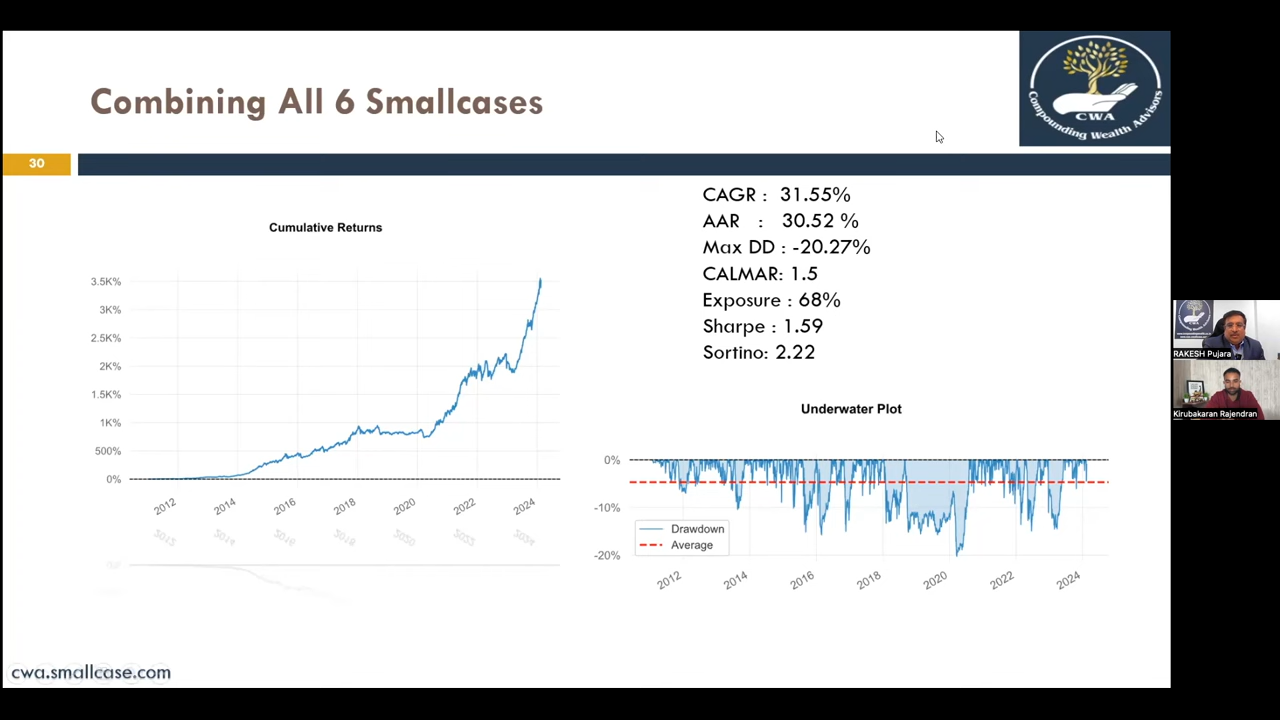 Combining All 6 Smallcases
CWA
Compounding Wealth Advisors
30
CAGR : 31.55%
AAR : 30.52 %
Max DD : -20.27%
CALMAR: 1.5
Exposure : 68%
Sharpe : 1.59
Sortino: 2.22
Cumulative Returns
3.5K%
3K%
2.5K%
2K%
1.5K%
1K%
500%
0%
2012
2014
2016
2018
2020
2022
2024
Underwater Plot
0%
-10%
-20%
Drawdown
Average
2012
2014
2016
2018
2020
2022
2024
RAKESH Pujara
Kirubakaran Rajendran
cwa.smallcase.com